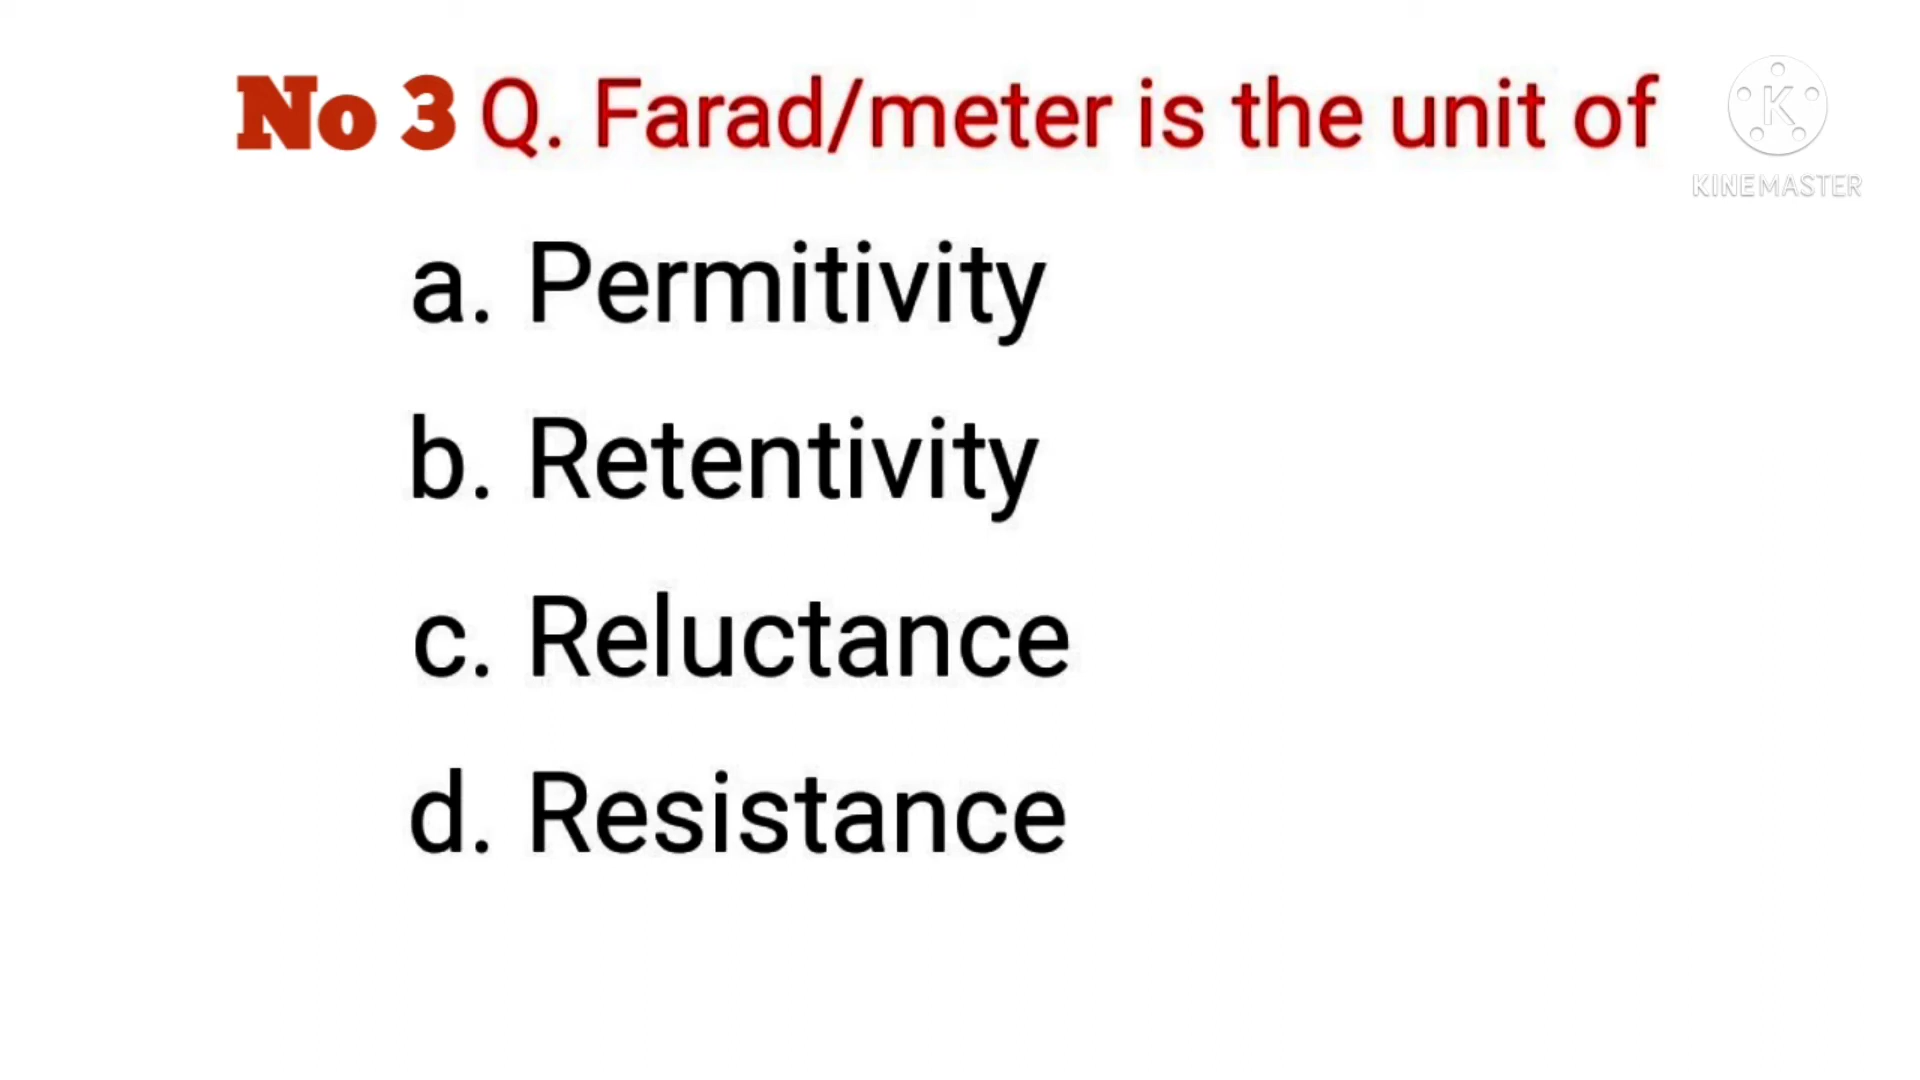 No 3 Q. Farad/meter is the unit of
K
KINEMASTER
a. Permitivity
b. Retentivity
c. Reluctance
d. Resistance